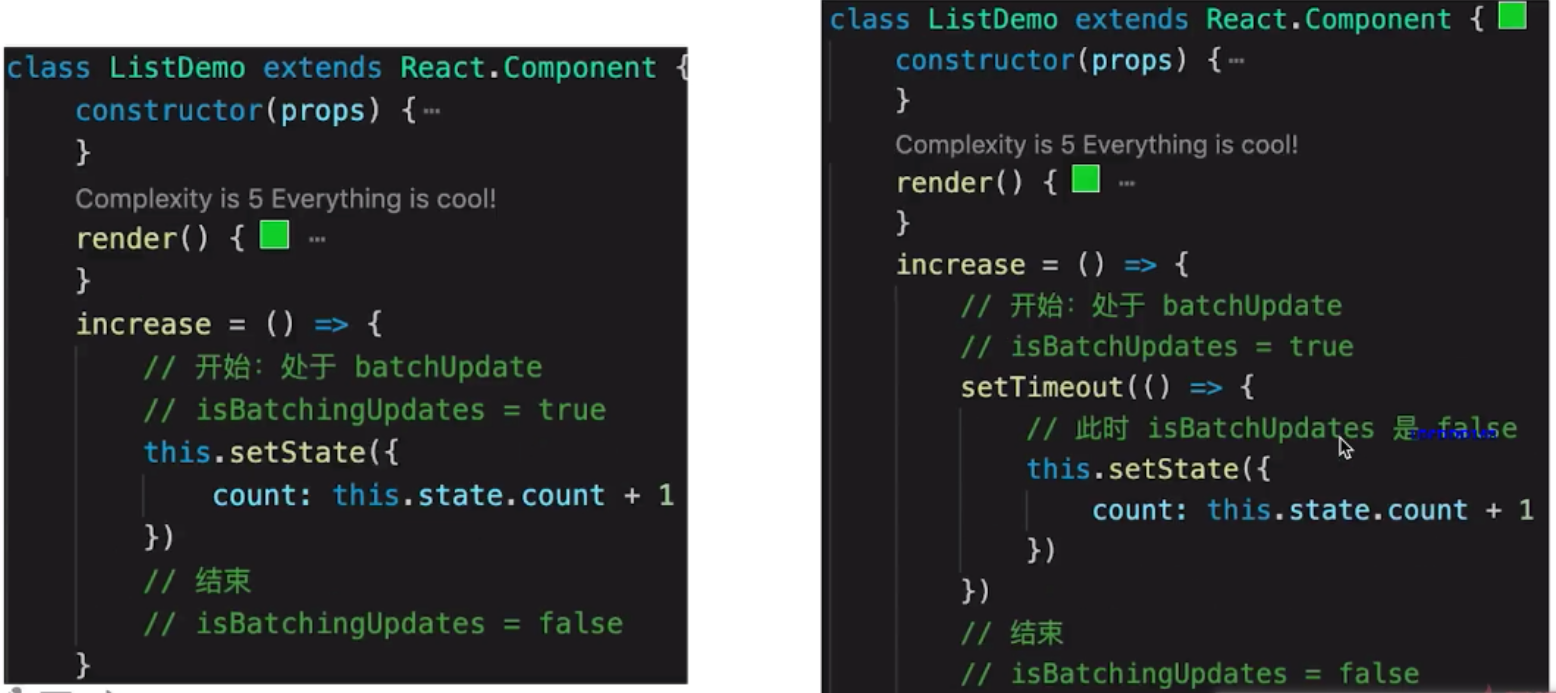 class ListDemo extends React.Component {
constructor(props) {…
}
Complexity is 5 Everything is cool!
render() { …
}
increase = () => {
// 开始：处于 batchUpdate
// isBatchingUpdates = true
this.setState({
count: this.state.count + 1
})
// 结束
// isBatchingUpdates = false
}
class ListDemo extends React.Component {
constructor(props) {…
}
Complexity is 5 Everything is cool!
render() { …
}
increase = () => {
// 开始：处于 batchUpdate
// isBatchUpdates = true
setTimeout(() => {
// 此时 isBatchUpdates 是 false
this.setState({
count: this.state.count + 1
})
})
// 结束
// isBatchingUpdates = false